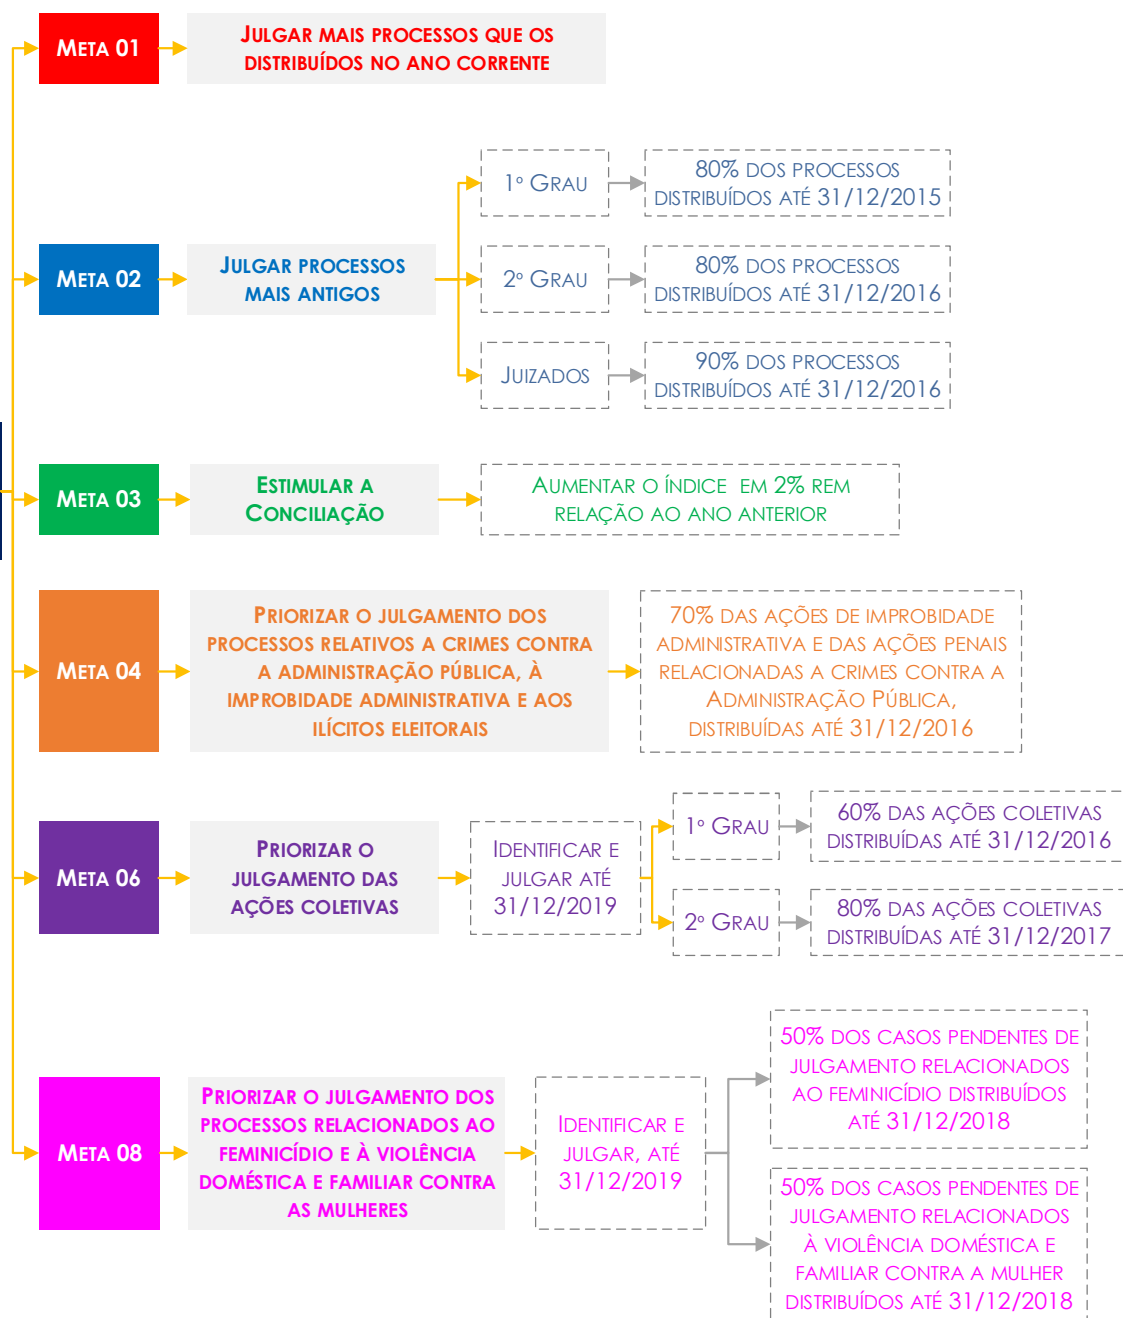 META 01
JULGAR MAIS PROCESSOS QUE OS
DISTRIBUÍDOS NO ANO CORRENTE
META 02
JULGAR PROCESSOS
MAIS ANTIGOS
1º GRAU
80% DOS PROCESSOS
DISTRIBUÍDOS ATÉ 31/12/2015
2º GRAU
80% DOS PROCESSOS
DISTRIBUÍDOS ATÉ 31/12/2016
JUIZADOS
90% DOS PROCESSOS
DISTRIBUÍDOS ATÉ 31/12/2016
META 03
ESTIMULAR A
CONCILIAÇÃO
AUMENTAR O ÍNDICE EM 2% REM
RELAÇÃO AO ANO ANTERIOR
META 04
PRIORIZAR O JULGAMENTO DOS
PROCESSOS RELATIVOS A CRIMES CONTRA
A ADMINISTRAÇÃO PÚBLICA, À
IMPROBIDADE ADMINISTRATIVA E AOS
ILÍCITOS ELEITORAIS
70% DAS AÇÕES DE IMPROBIDADE
ADMINISTRATIVA E DAS AÇÕES PENAIS
RELACIONADAS A CRIMES CONTRA A
ADMINISTRAÇÃO PÚBLICA,
DISTRIBUÍDAS ATÉ 31/12/2016
META 06
PRIORIZAR O
JULGAMENTO DAS
AÇÕES COLETIVAS
IDENTIFICAR E
JULGAR ATÉ
31/12/2019
1º GRAU
60% DAS AÇÕES COLETIVAS
DISTRIBUÍDAS ATÉ 31/12/2016
2º GRAU
80% DAS AÇÕES COLETIVAS
DISTRIBUÍDAS ATÉ 31/12/2017
META 08
PRIORIZAR O JULGAMENTO DOS
PROCESSOS RELACIONADOS AO
FEMINICÍDIO E À VIOLÊNCIA
DOMÉSTICA E FAMILIAR CONTRA
AS MULHERES
IDENTIFICAR E
JULGAR, ATÉ
31/12/2019
50% DOS CASOS PENDENTES DE
JULGAMENTO RELACIONADOS
AO FEMINICÍDIO DISTRIBUÍDOS
ATÉ 31/12/2018
50% DOS CASOS PENDENTES DE
JULGAMENTO RELACIONADOS
À VIOLÊNCIA DOMÉSTICA E
FAMILIAR CONTRA A MULHER
DISTRIBUÍDOS ATÉ 31/12/2018